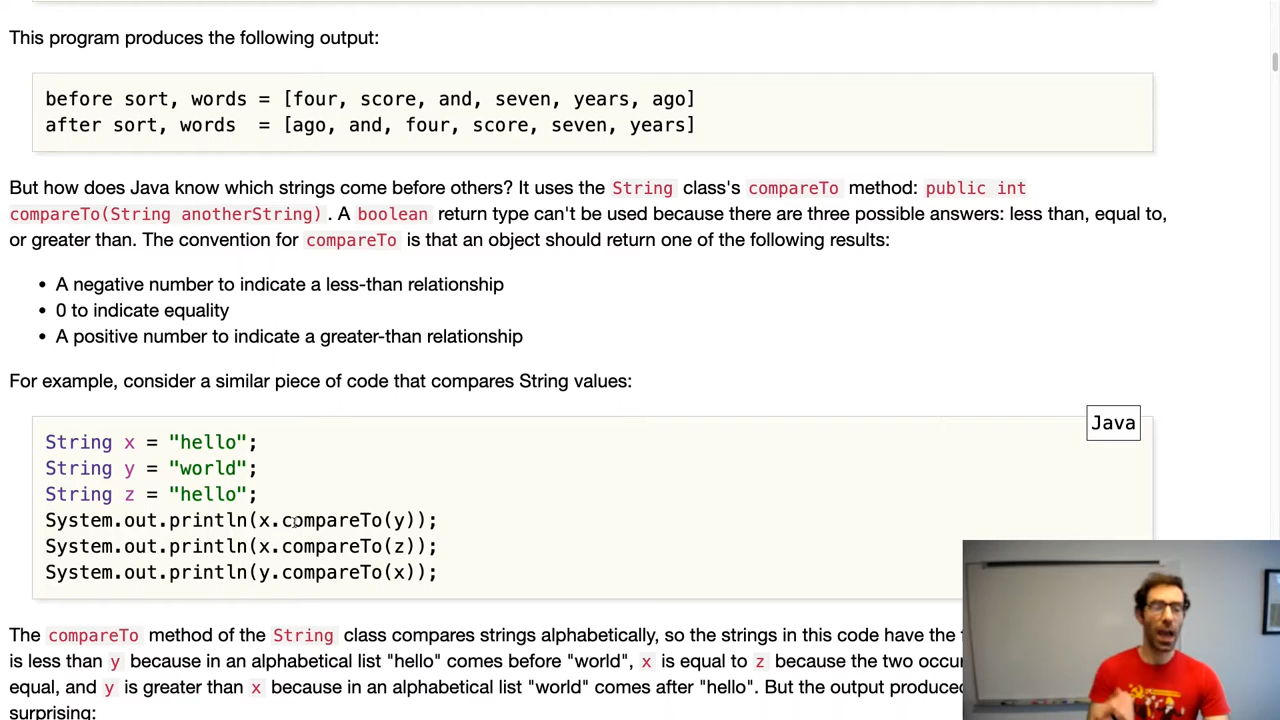 This program produces the following output:
before sort, words = [four, score, and, seven, years, ago]
after sort, words  = [ago, and, four, score, seven, years]
But how does Java know which strings come before others? It uses the String class's compareTo method: public int
compareTo(String anotherString) . A boolean return type can't be used because there are three possible answers: less than, equal to,
or greater than. The convention for compareTo is that an object should return one of the following results:
• A negative number to indicate a less-than relationship
• 0 to indicate equality
• A positive number to indicate a greater-than relationship
For example, consider a similar piece of code that compares String values:
Java
String x = "hello";
String y = "world";
String z = "hello";
System.out.println(x.compareTo(y));
System.out.println(x.compareTo(z));
System.out.println(y.compareTo(x));
The compareTo method of the String class compares strings alphabetically, so the strings in this code have the
is less than y because in an alphabetical list "hello" comes before "world", x is equal to z because the two occur
equal, and y is greater than x because in an alphabetical list "world" comes after "hello". But the output produced
surprising: